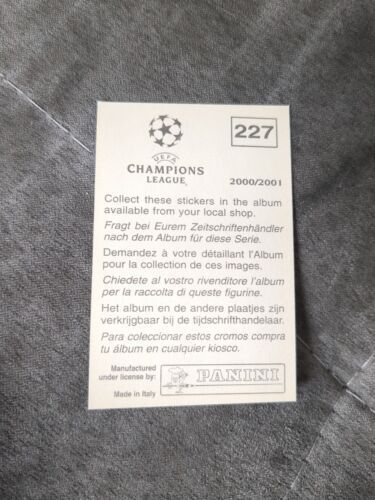 227
UEFA
CHAMPIONS
LEAGUE
2000/2001
Collect these stickers in the album
available from your local shop.
Fragt bei Eurem Zeitschriftenhändler
nach dem Album für diese Serie.
Demandez à votre détaillant l'Album
pour la collection de ces images.
Chiedete al vostro rivenditore l'album
per la raccolta di queste figurine.
Het album en de andere plaatjes zijn
verkrijgbaar bij de tijdschrifthandelaar.
Para coleccionar estos cromos compra
tu álbum en cualquier kiosco.
Manufactured
under license by:
PANINI
Made in Italy